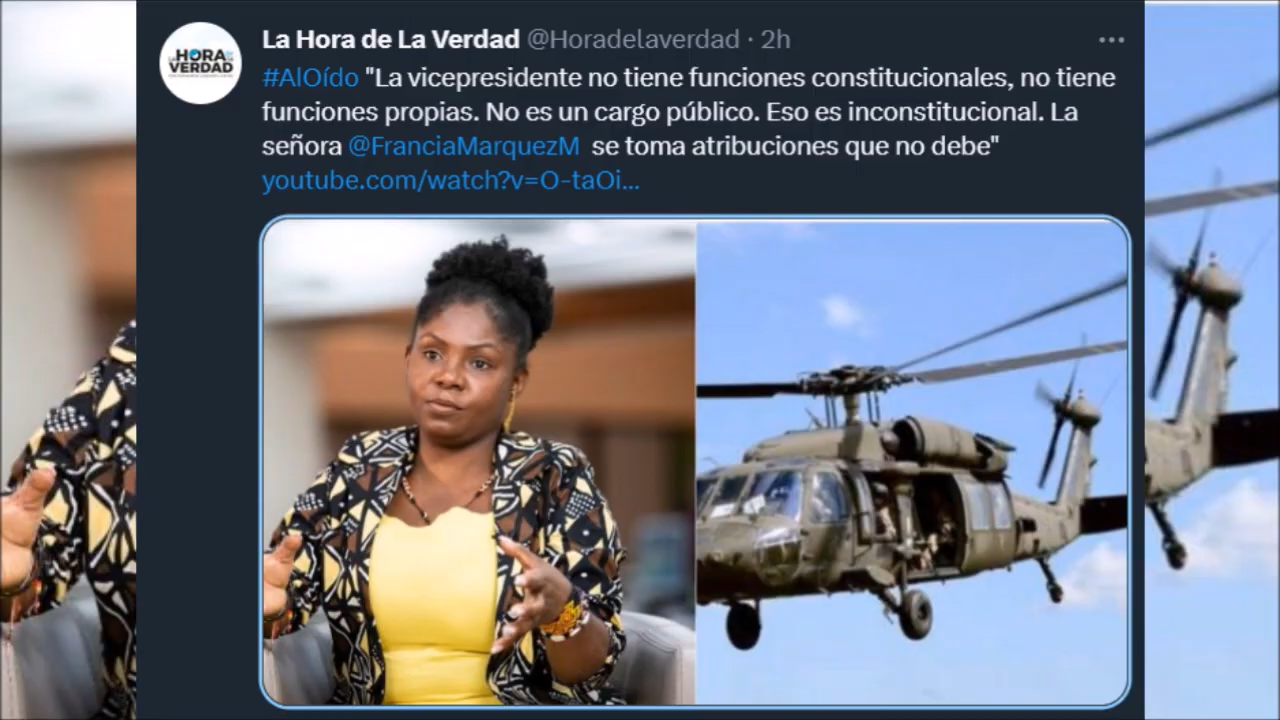 La Hora de La Verdad @Horadelaverdad · 2h
#AlOído "La vicepresidente no tiene funciones constitucionales, no tiene
funciones propias. No es un cargo público. Eso es inconstitucional. La
señora @FranciaMarquezM se toma atribuciones que no debe"
youtube.com/watch?v=O-taOi...
HORA
VERDAD